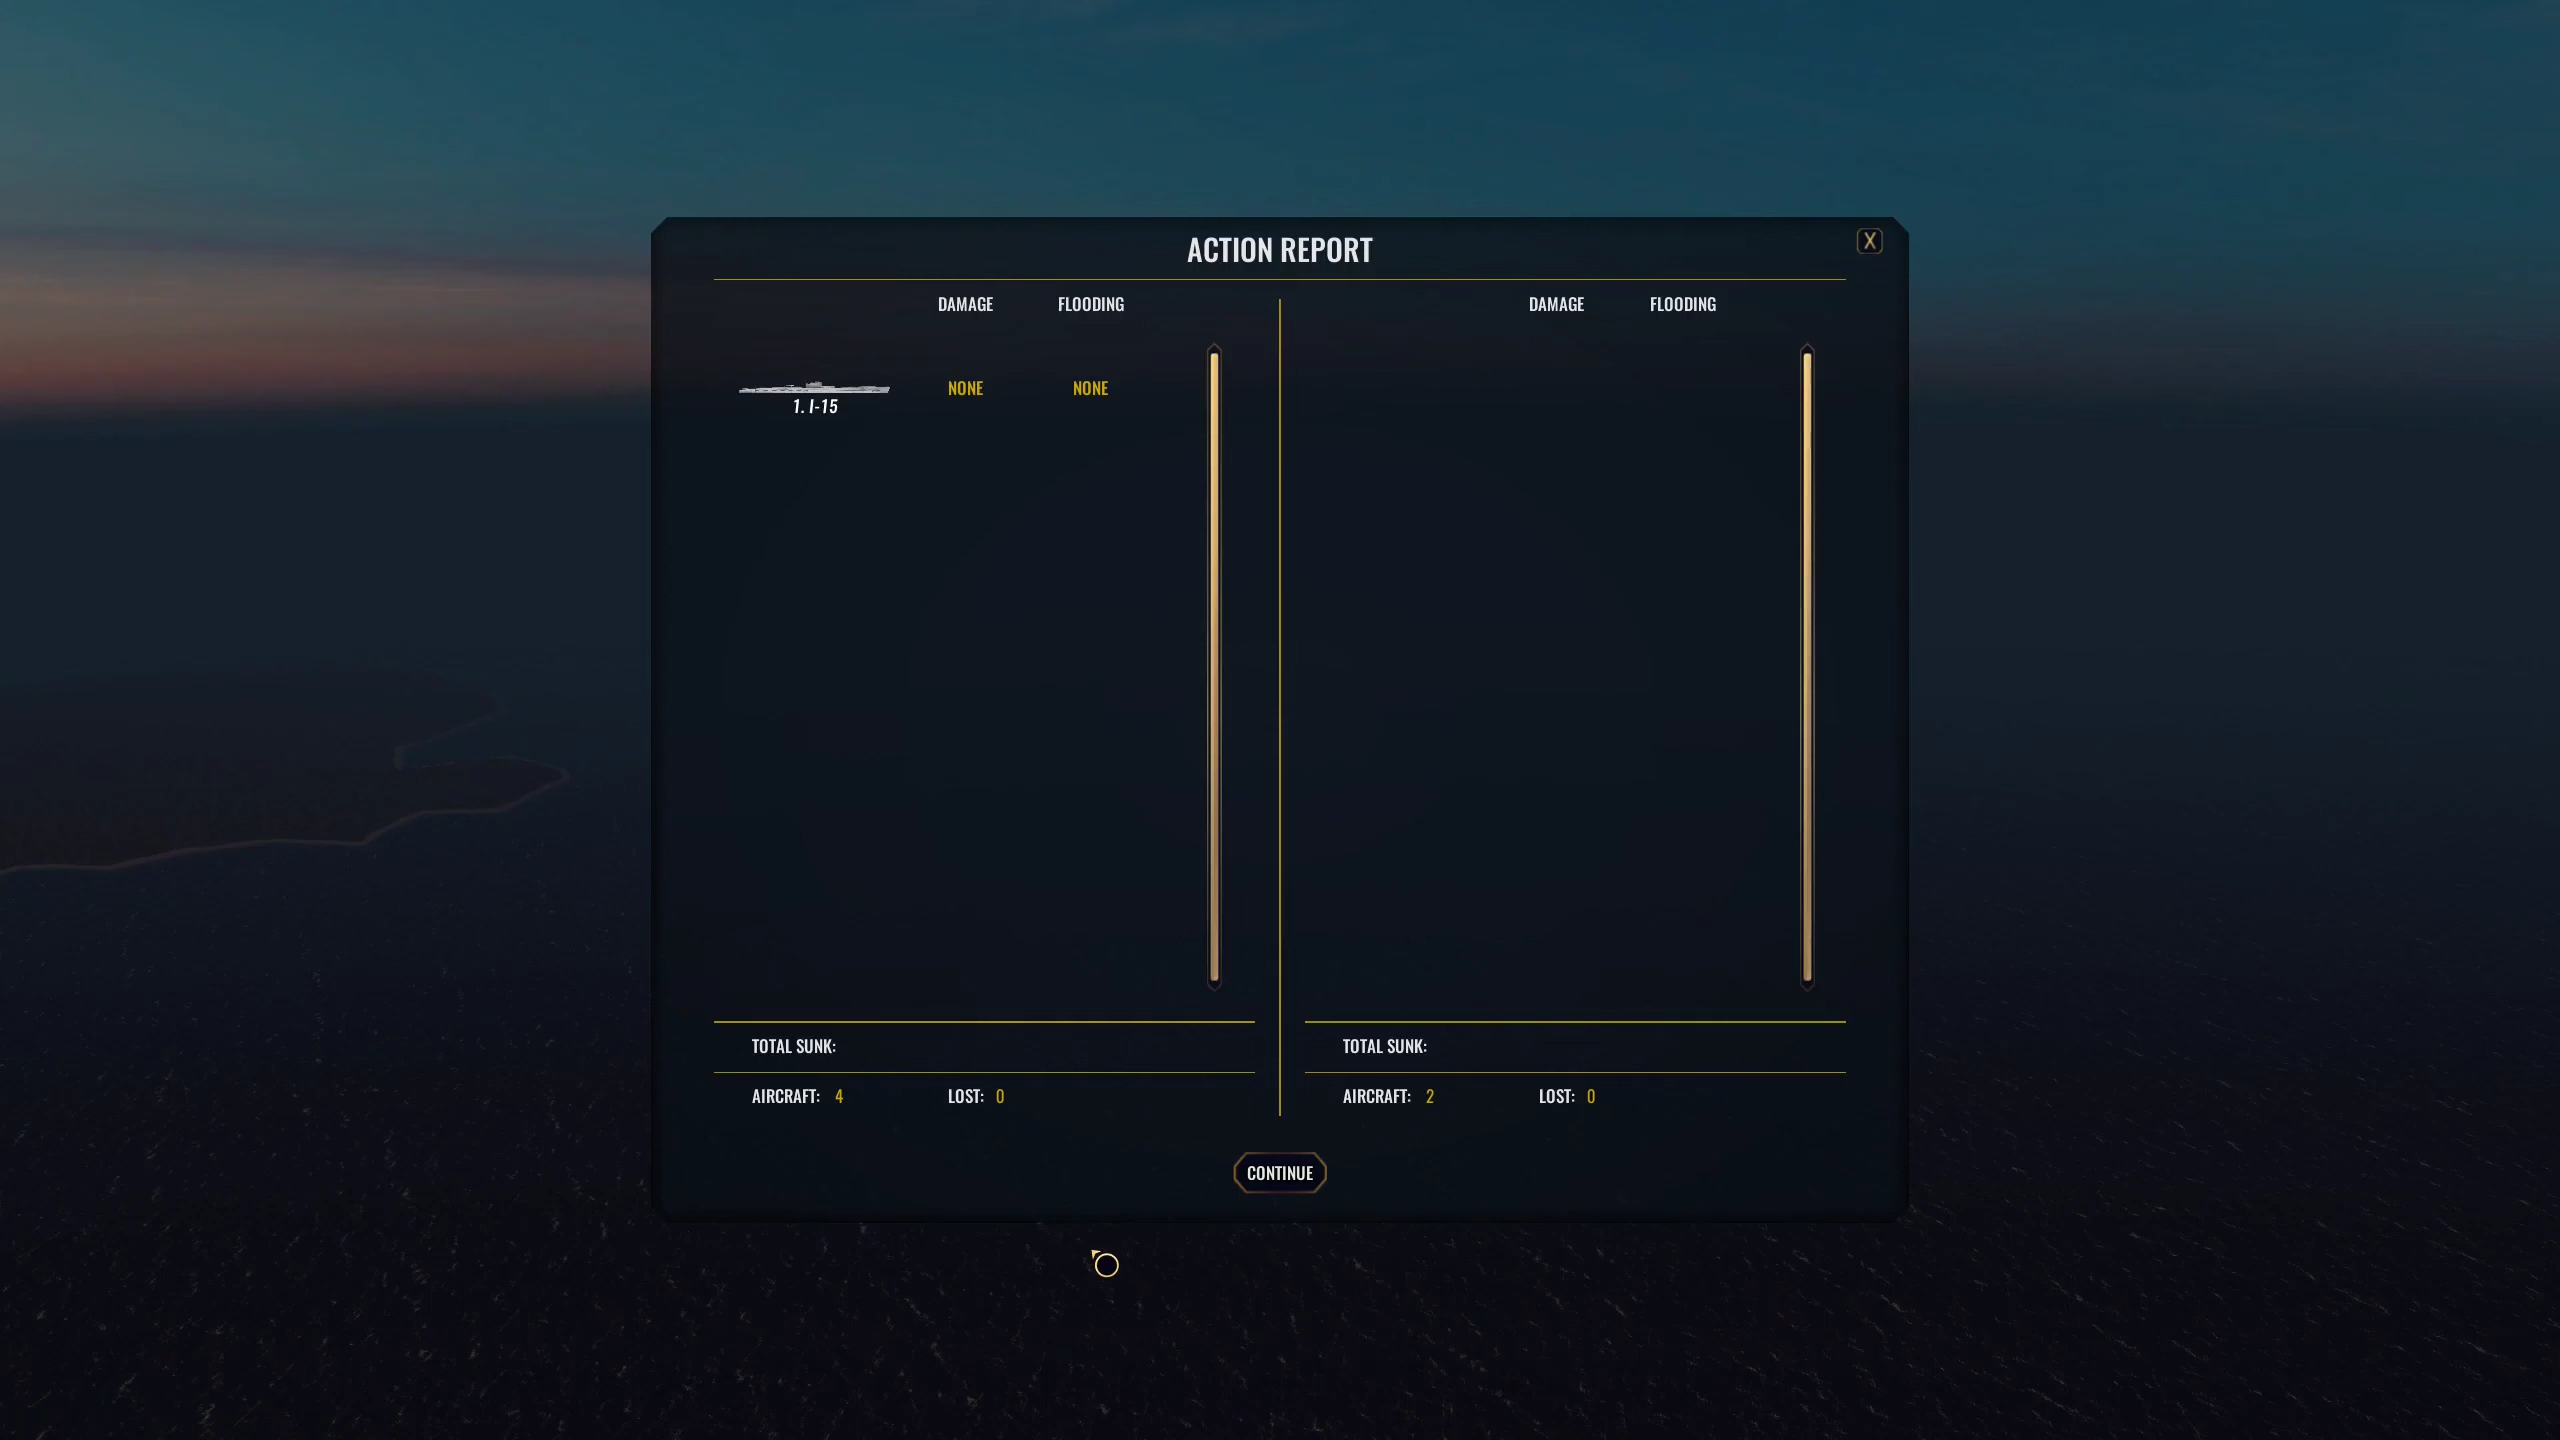 ACTION REPORT
X
DAMAGE FLOODING
DAMAGE FLOODING
NONE NONE
1. I-15
TOTAL SUNK:
TOTAL SUNK:
AIRCRAFT: 4 LOST: 0
AIRCRAFT: 2 LOST: 0
CONTINUE